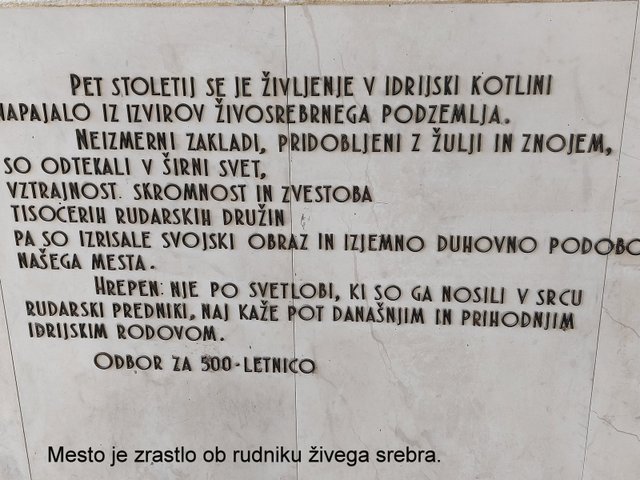 PET STOLETIJ SE JE ŽIVLJENJE V IDRIJSKI KOTLINI
NAPAJALO IZ IZVIROV ŽIVOSREBRNEGA PODZEMLJA.
NEIZMERNI ZAKLADI, PRIDOBLJENI Z ŽULJI IN ZNOJEM,
SO ODTEKALI V ŠIRNI SVET,
VZTRAJNOST. SKROMNOST IN ZVESTOBA
TISOČERIH RUDARSKIH DRUŽIN
PA SO IZRISALE SVOJSKI OBRAZ IN IZJEMNO DUHOVNO PODOBO
NAŠEGA MESTA.
HREPEN: NJE PO SVETLOBI, KI SO GA NOSILI V SRCU
RUDARSKI PREDNIKI, NAJ KAŽE POT DANAŠNJIM IN PRIHODNJIM
IDRIJSKIM RODOVOM.
ODBOR ZA 500-LETNICO
Mesto je zrastlo ob rudniku živega srebra.